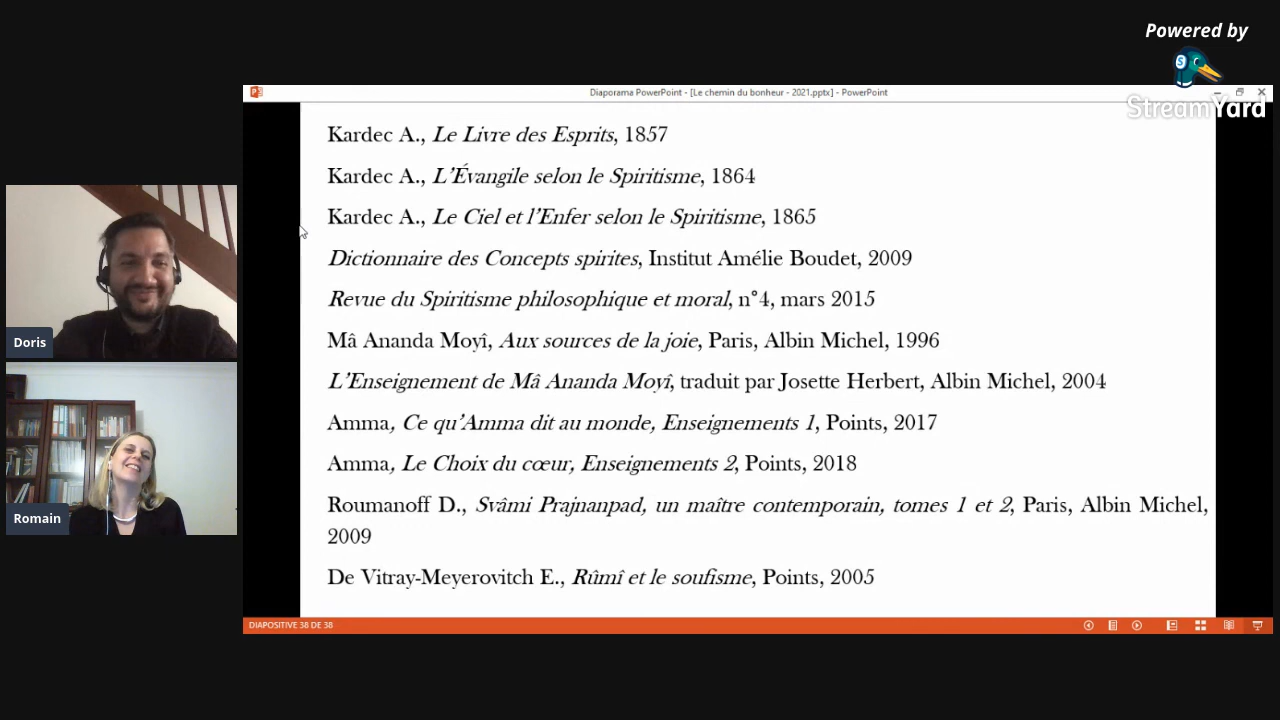 Powered by
StreamYard
Diaporama PowerPoint - [Le chemin du bonheur - 2021.pptx] - PowerPoint
Kardec A., Le Livre des Esprits, 1857
Kardec A., L’Évangile selon le Spiritisme, 1864
Kardec A., Le Ciel et l’Enfer selon le Spiritisme, 1865
Dictionnaire des Concepts spirites, Institut Amélie Boudet, 2009
Revue du Spiritisme philosophique et moral, n°4, mars 2015
Mâ Ananda Moyî, Aux sources de la joie, Paris, Albin Michel, 1996
L’Enseignement de Mâ Ananda Moyî, traduit par Josette Herbert, Albin Michel, 2004
Amma, Ce qu’Amma dit au monde, Enseignements 1, Points, 2017
Amma, Le Choix du cœur, Enseignements 2, Points, 2018
Roumanoff D., Svâmi Prajnanpad, un maître contemporain, tomes 1 et 2, Paris, Albin Michel,
2009
De Vitray-Meyerovitch E., Rûmî et le soufisme, Points, 2005
DIAPOSITIVE 38 DE 38
Doris
Romain